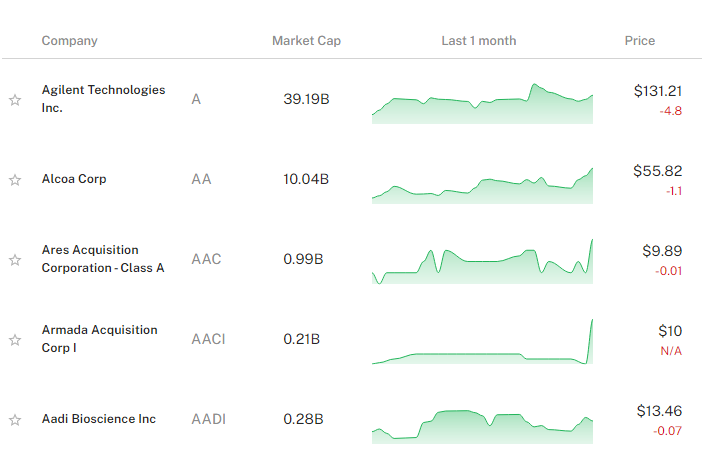 Company Market Cap Last 1 month Price
Agilent Technologies
Inc. A 39.19B $131.21
-4.8
Alcoa Corp AA 10.04B $55.82
-1.1
Ares Acquisition
Corporation - Class A AAC 0.99B $9.89
-0.01
Armada Acquisition
Corp I AACI 0.21B $10
N/A
Aadi Bioscience Inc AADI 0.28B $13.46
-0.07